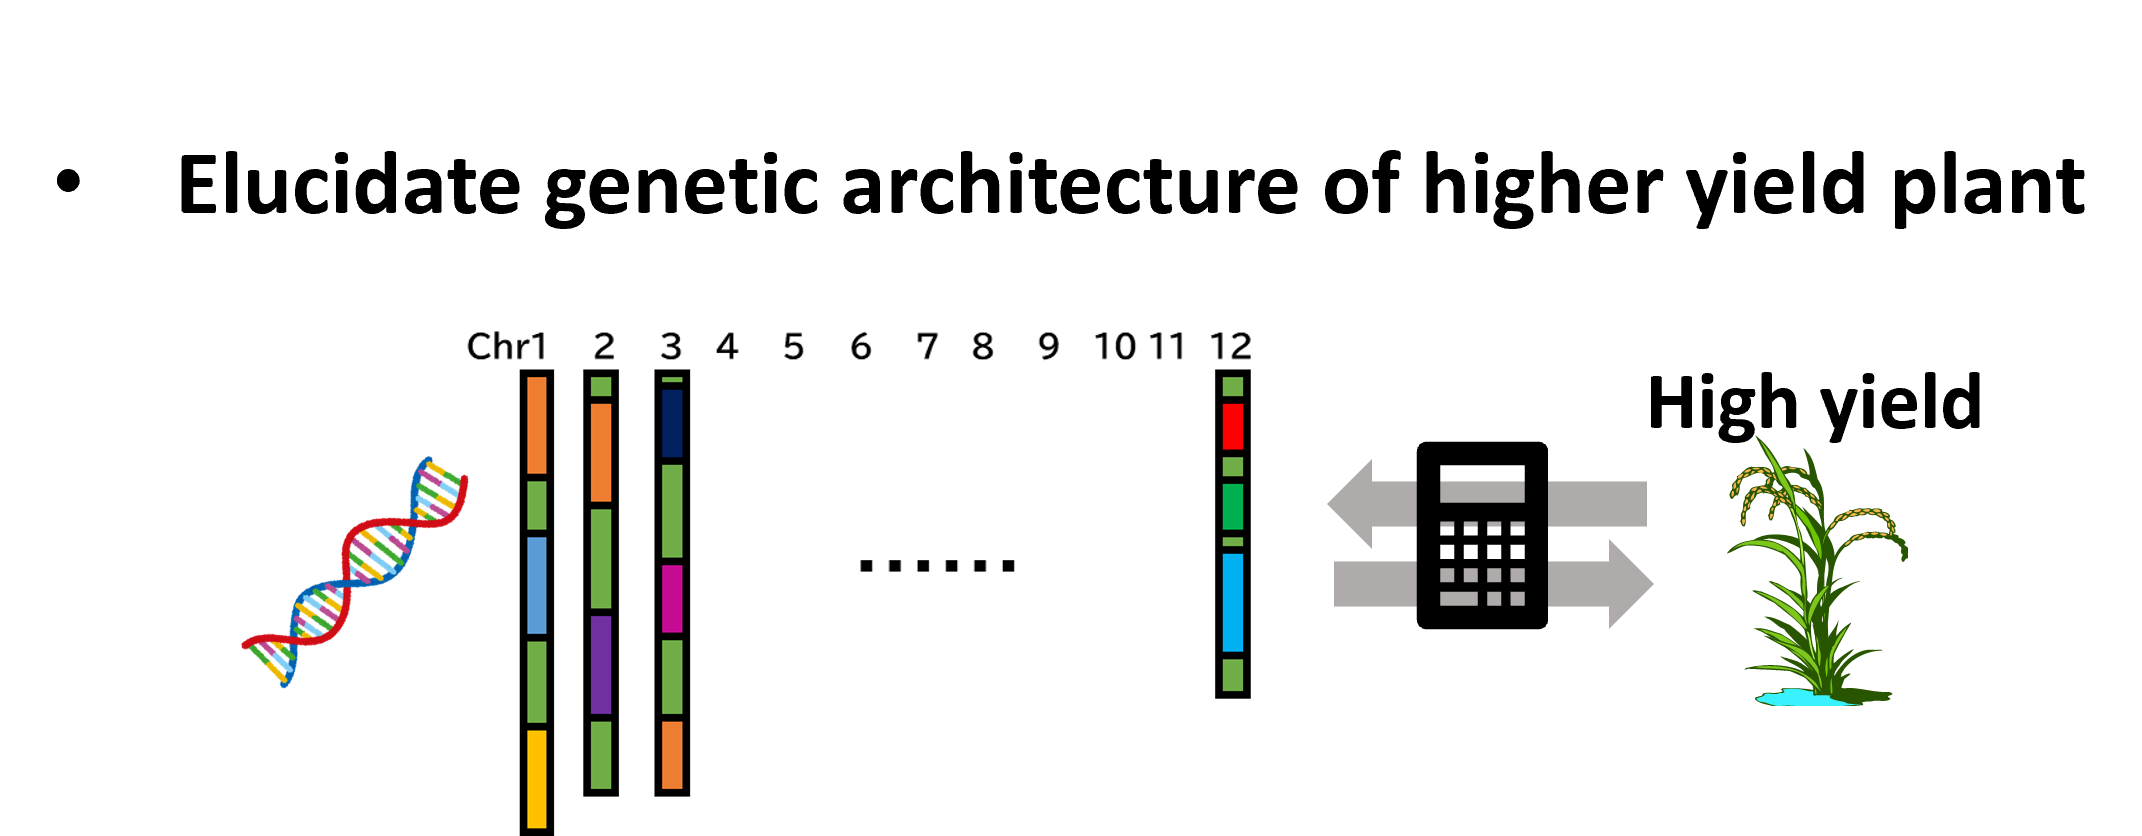 • Elucidate genetic architecture of higher yield plant
Chr1 2 3 4 5 6 7 8 9 10 11 12
High yield
......